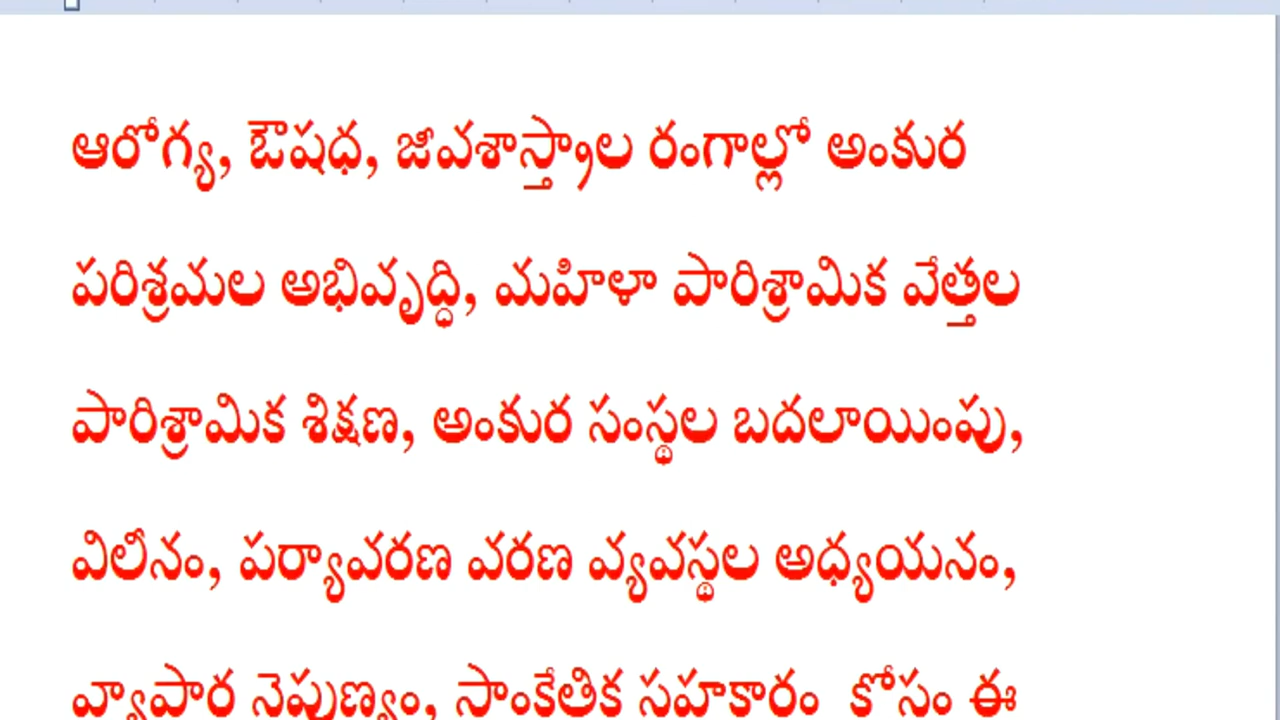 ఆరోగ్య, ఔషధ, జీవశాస్త్రాల రంగాల్లో అంకుర
పరిశ్రమల అభివృద్ధి, మహిళా పారిశ్రామిక వేత్తల
పారిశ్రామిక శిక్షణ, అంకుర సంస్థల బదలాయింపు,
విలీనం, పర్యావరణ వరణ వ్యవస్థల అధ్యయనం,
వ్యాపార నెపుణ్యం, సాంకేతిక సహకారం  కోసం ఈ